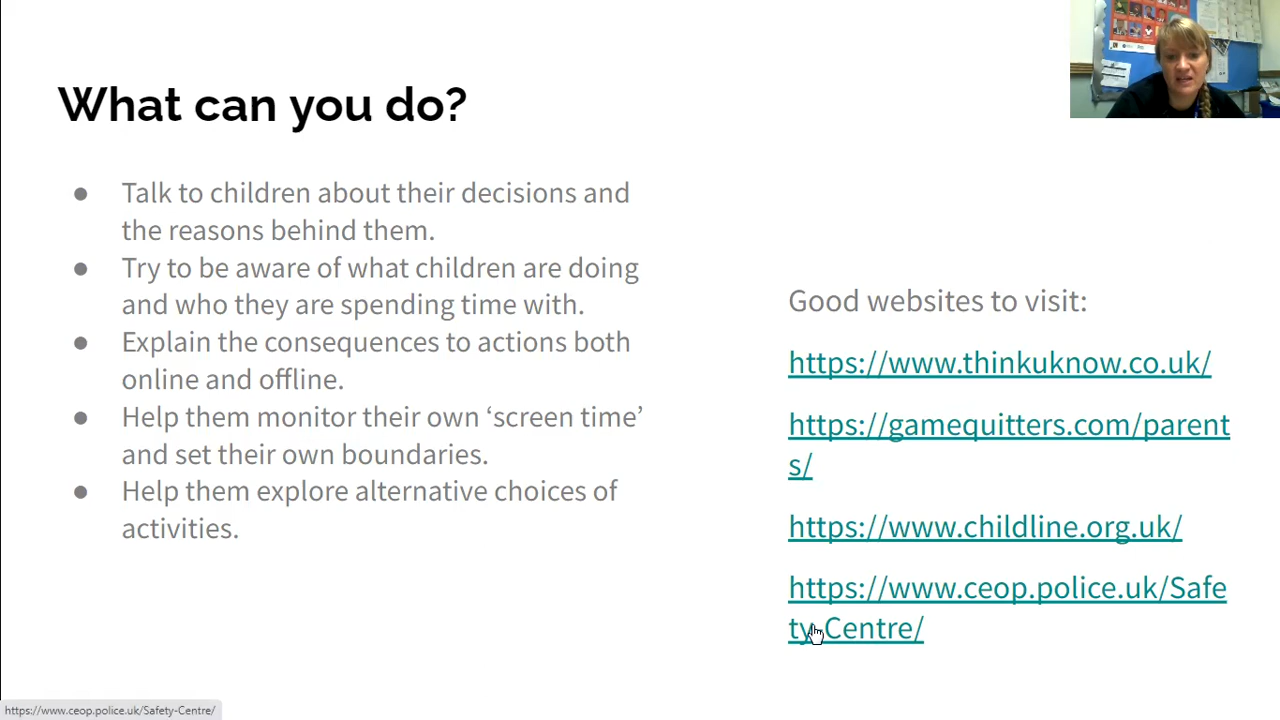 What can you do?
● Talk to children about their decisions and
the reasons behind them.
● Try to be aware of what children are doing
and who they are spending time with.
● Explain the consequences to actions both
online and offline.
● Help them monitor their own ‘screen time’
and set their own boundaries.
● Help them explore alternative choices of
activities.
Good websites to visit:
https://www.thinkuknow.co.uk/
https://gamequitters.com/parent
s/
https://www.childline.org.uk/
https://www.ceop.police.uk/Safe
ty-Centre/
https://www.ceop.police.uk/Safety-Centre/